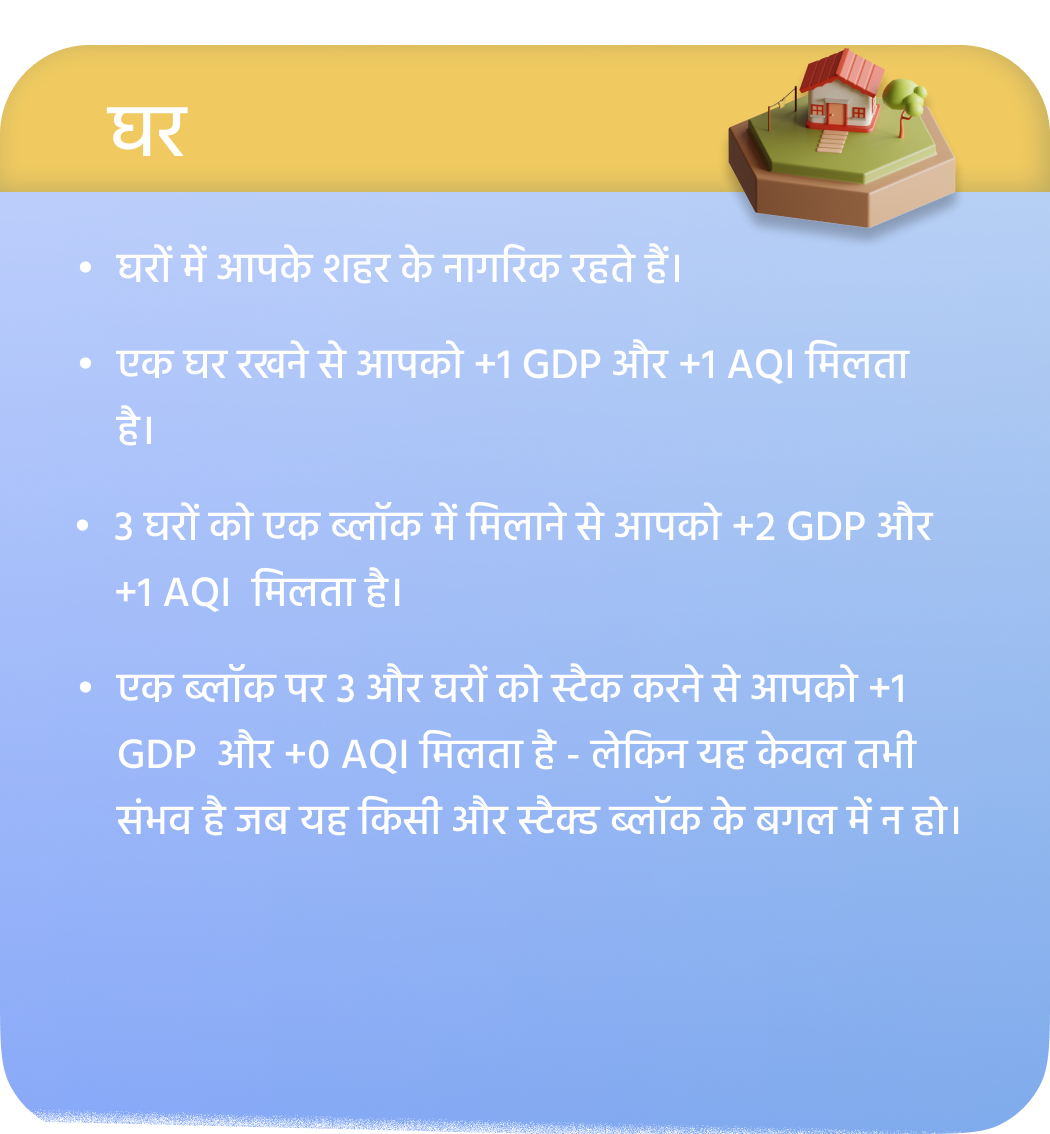 घर
• घरों में आपके शहर के नागरिक रहते हैं।
• एक घर रखने से आपको +1 GDP और +1 AQI मिलता
है।
• 3 घरों को एक ब्लॉक में मिलाने से आपको +2 GDP और
+1 AQI मिलता है।
• एक ब्लॉक पर 3 और घरों को स्टैक करने से आपको +1
GDP और +0 AQI मिलता है - लेकिन यह केवल तभी
संभव है जब यह किसी और स्टैक्ड ब्लॉक के बगल में न हो।